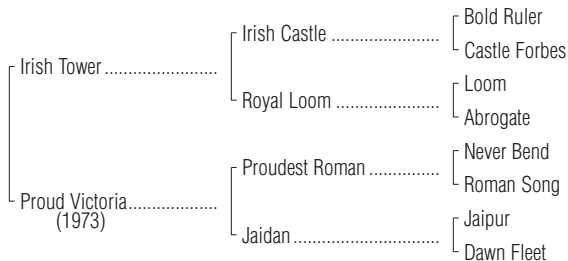 Bold Ruler
Irish Castle ......................
Castle Forbes
Irish Tower .......................
Loom
Royal Loom .....................
Abrogate
Never Bend
Proudest Roman ..............
Roman Song
Proud Victoria..................
(1973)
Jaipur
Jaidan .............................
Dawn Fleet